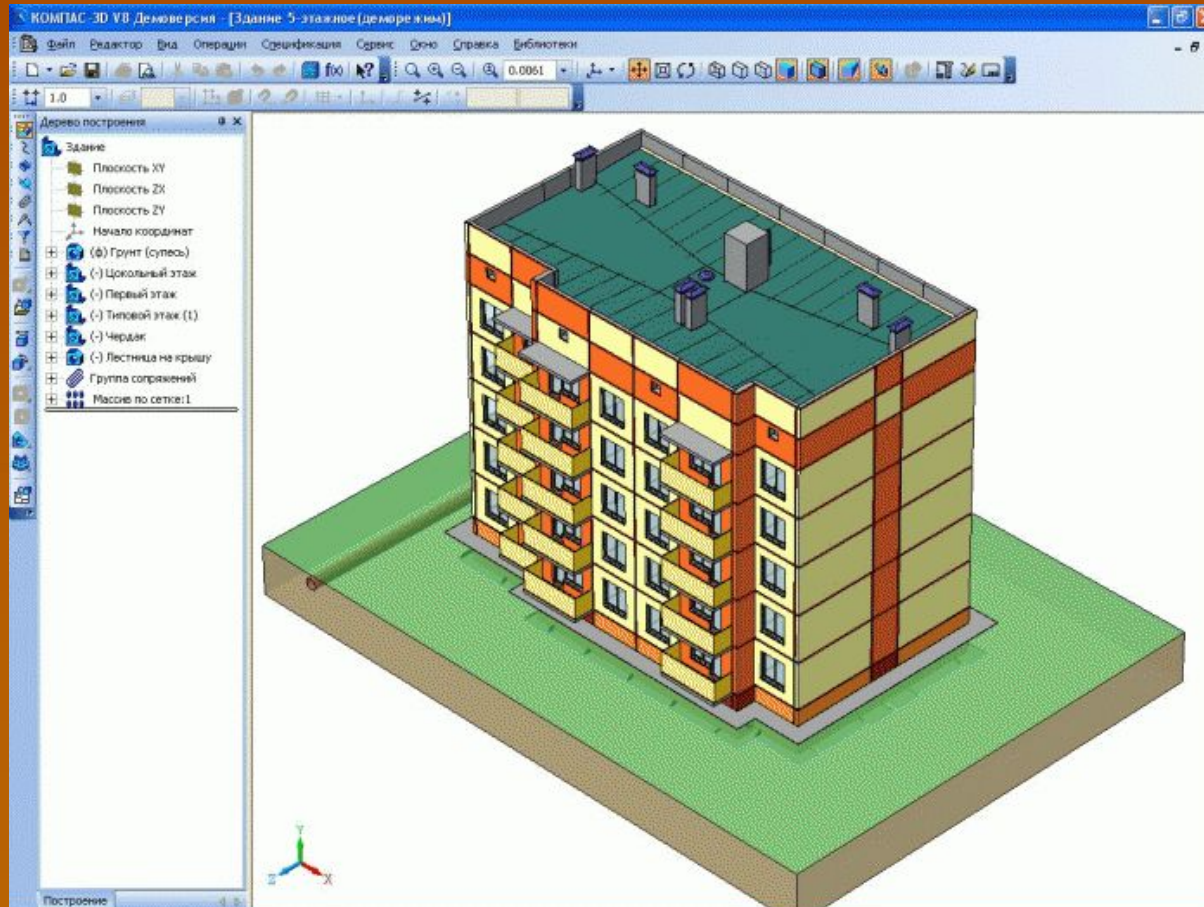 КОМПАС-3D V8 Демоверсия - [Здание 5-этажное(деморежим)]
Файл Редактор Вид Операции Спецификация Сервис Окно Справка Библиотеки
f(x) 0.0061
1.0
Дерево построения
Здание
Плоскость XY
Плоскость ZX
Плоскость ZY
Начало координат
(ф) Грунт (супесь)
(-) Цокольный этаж
(-) Первый этаж
(-) Типовой этаж (1)
(-) Чердак
(-) Лестница на крышу
Группа сопряжений
Массив по сетке:1
Y
Z X
Построение